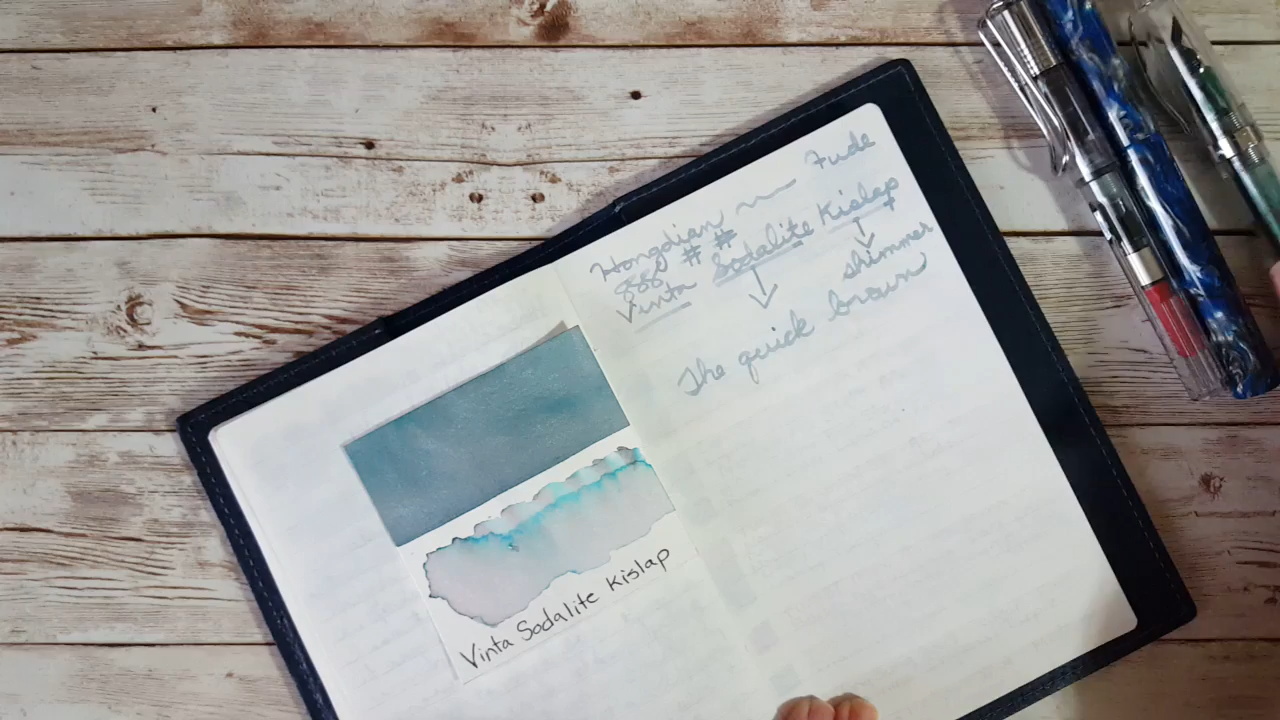 Hongdian ~~ Fude
888 # #
Vinta Sodalite Kislap
shimmer
The quick brown
Vinta Sodalite Kislap